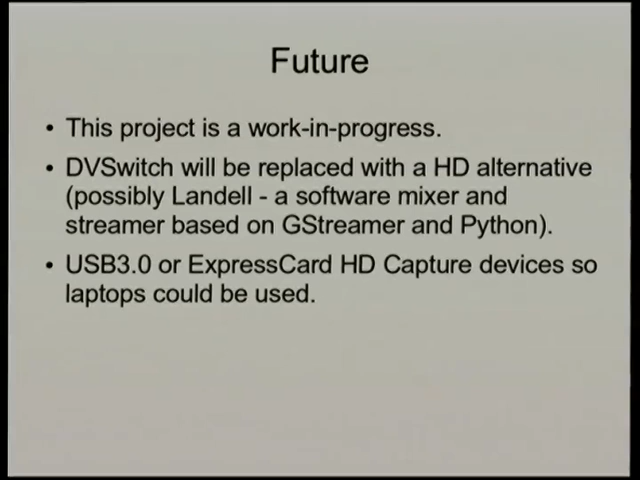 Future
• This project is a work-in-progress.
• DVSwitch will be replaced with a HD alternative
(possibly Landell - a software mixer and
streamer based on GStreamer and Python).
• USB3.0 or ExpressCard HD Capture devices so
laptops could be used.